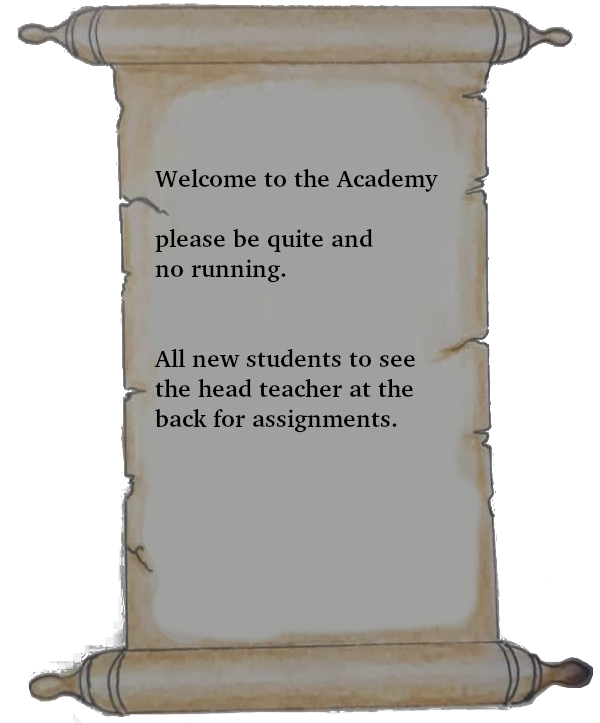 Welcome to the Academy
please be quite and
no running.
All new students to see
the head teacher at the
back for assignments.